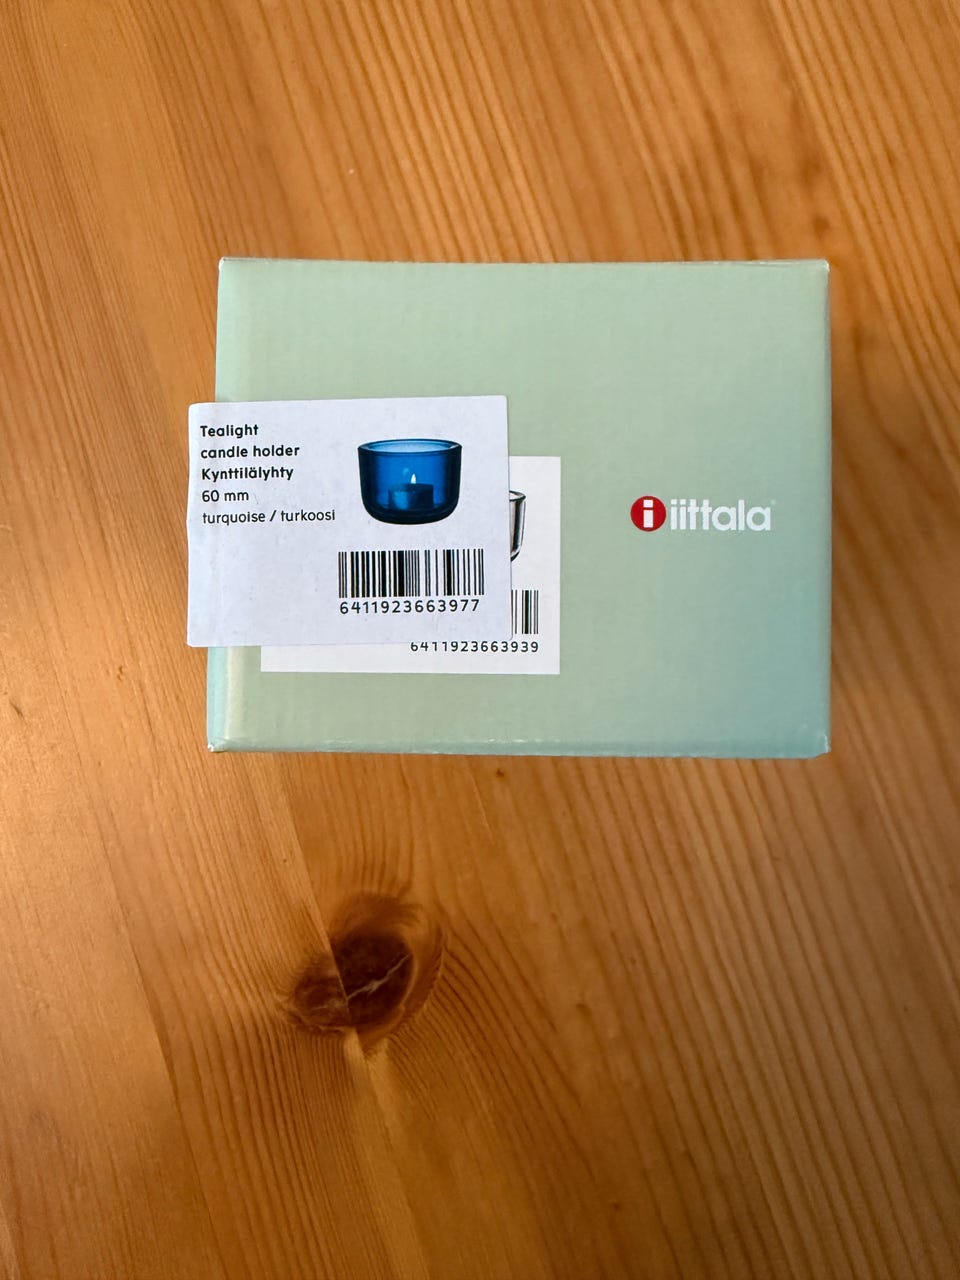 Tealight
candle holder
Kynttilälyhty
60 mm
turquoise / turkoosi
6411923663977
6411923663939
i iittala